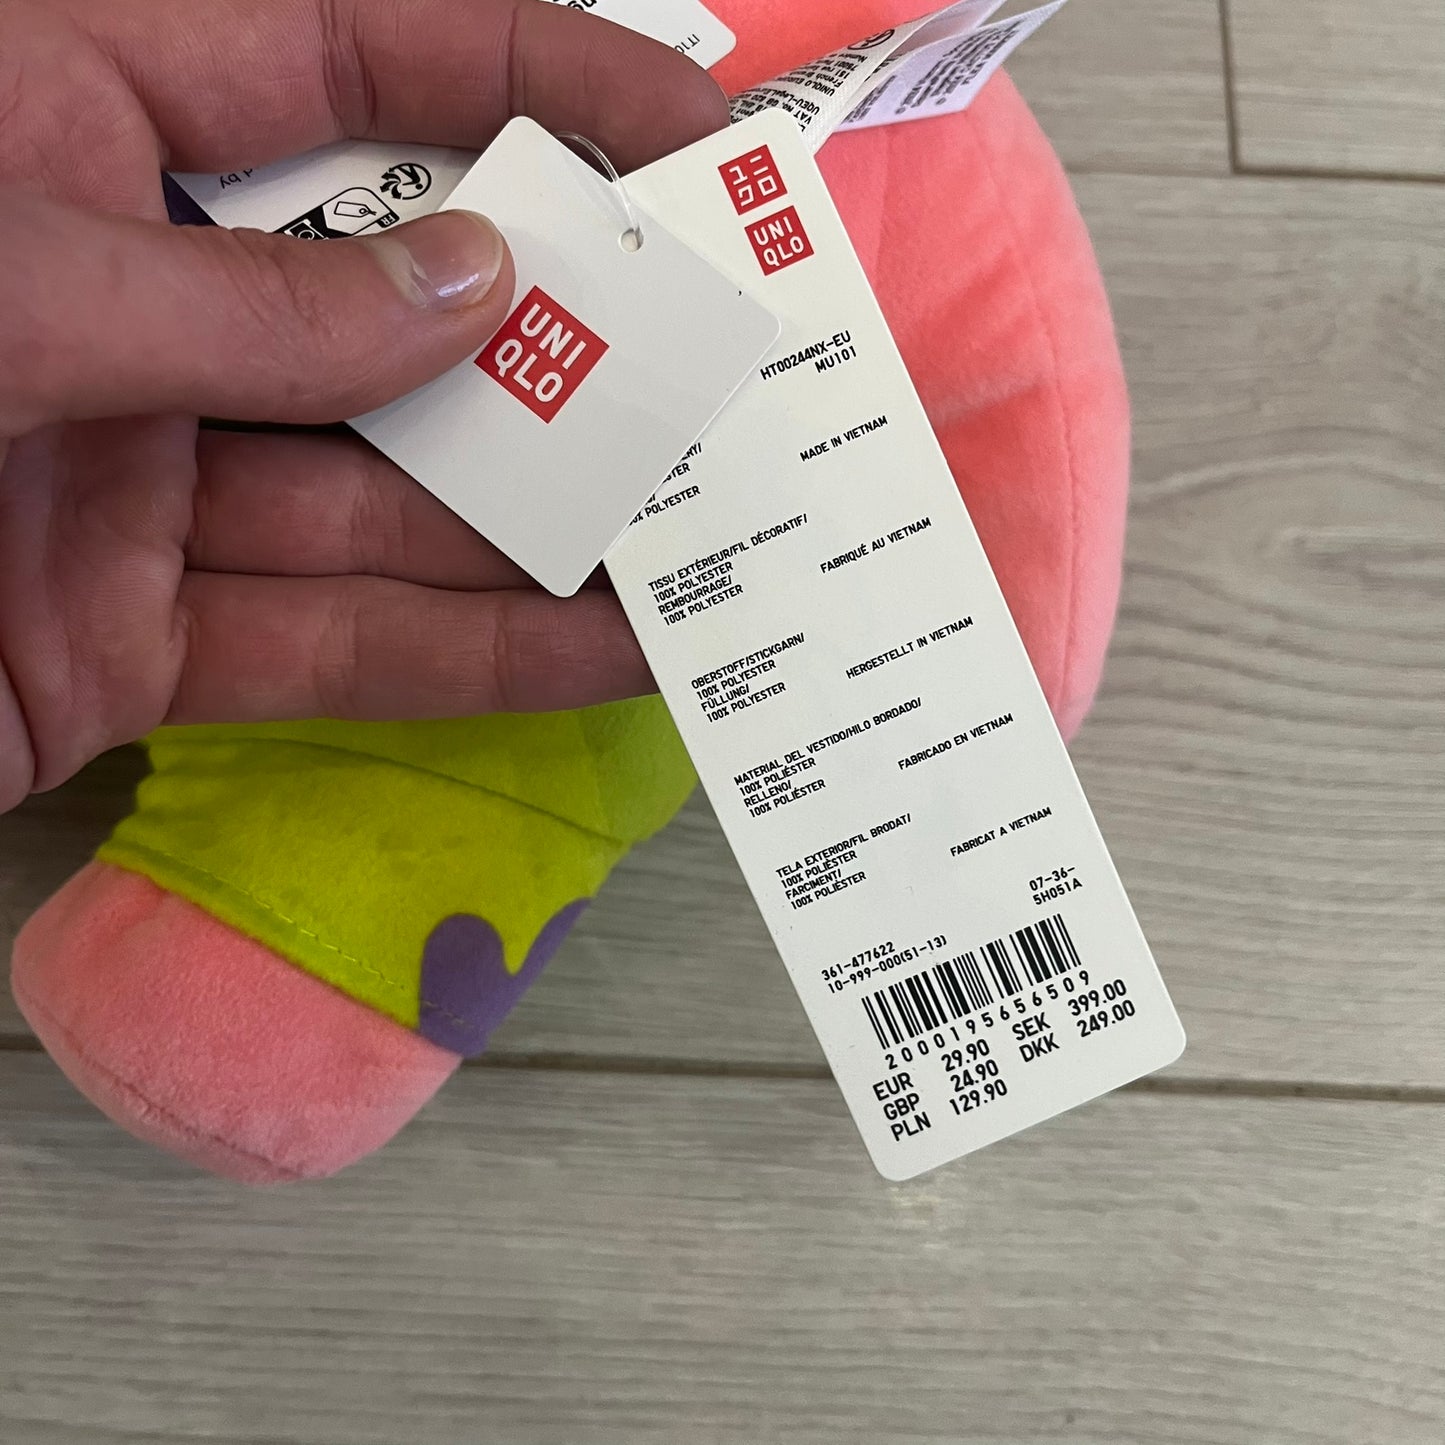 UNI
QLO
ユニ
クロ
UNI
QLO
HT00244NX-EU
MU101
MADE IN VIETNAM
POLYESTER
TISSU EXTÉRIEUR/FIL DÉCORATIF/
100% POLYESTER
REMBOURRAGE/
100% POLYESTER
FABRIQUÉ AU VIETNAM
OBERSTOFF/STICKGARN/
100% POLYESTER
FÜLLUNG/
100% POLYESTER
HERGESTELLT IN VIETNAM
MATERIAL DEL VESTIDO/HILO BORDADO/
100% POLIÉSTER
RELLENO/
100% POLIÉSTER
FABRICADO EN VIETNAM
TELA EXTERIOR/FIL BRODAT/
100% POLIÈSTER
FARCIMENT/
100% POLIÈSTER
FABRICAT A VIETNAM
07-36-
5H051A
361-477622
10-999-000(51-13)
2000195656509
EUR 29.90 SEK 399.00
GBP 24.90 DKK 249.00
PLN 129.90